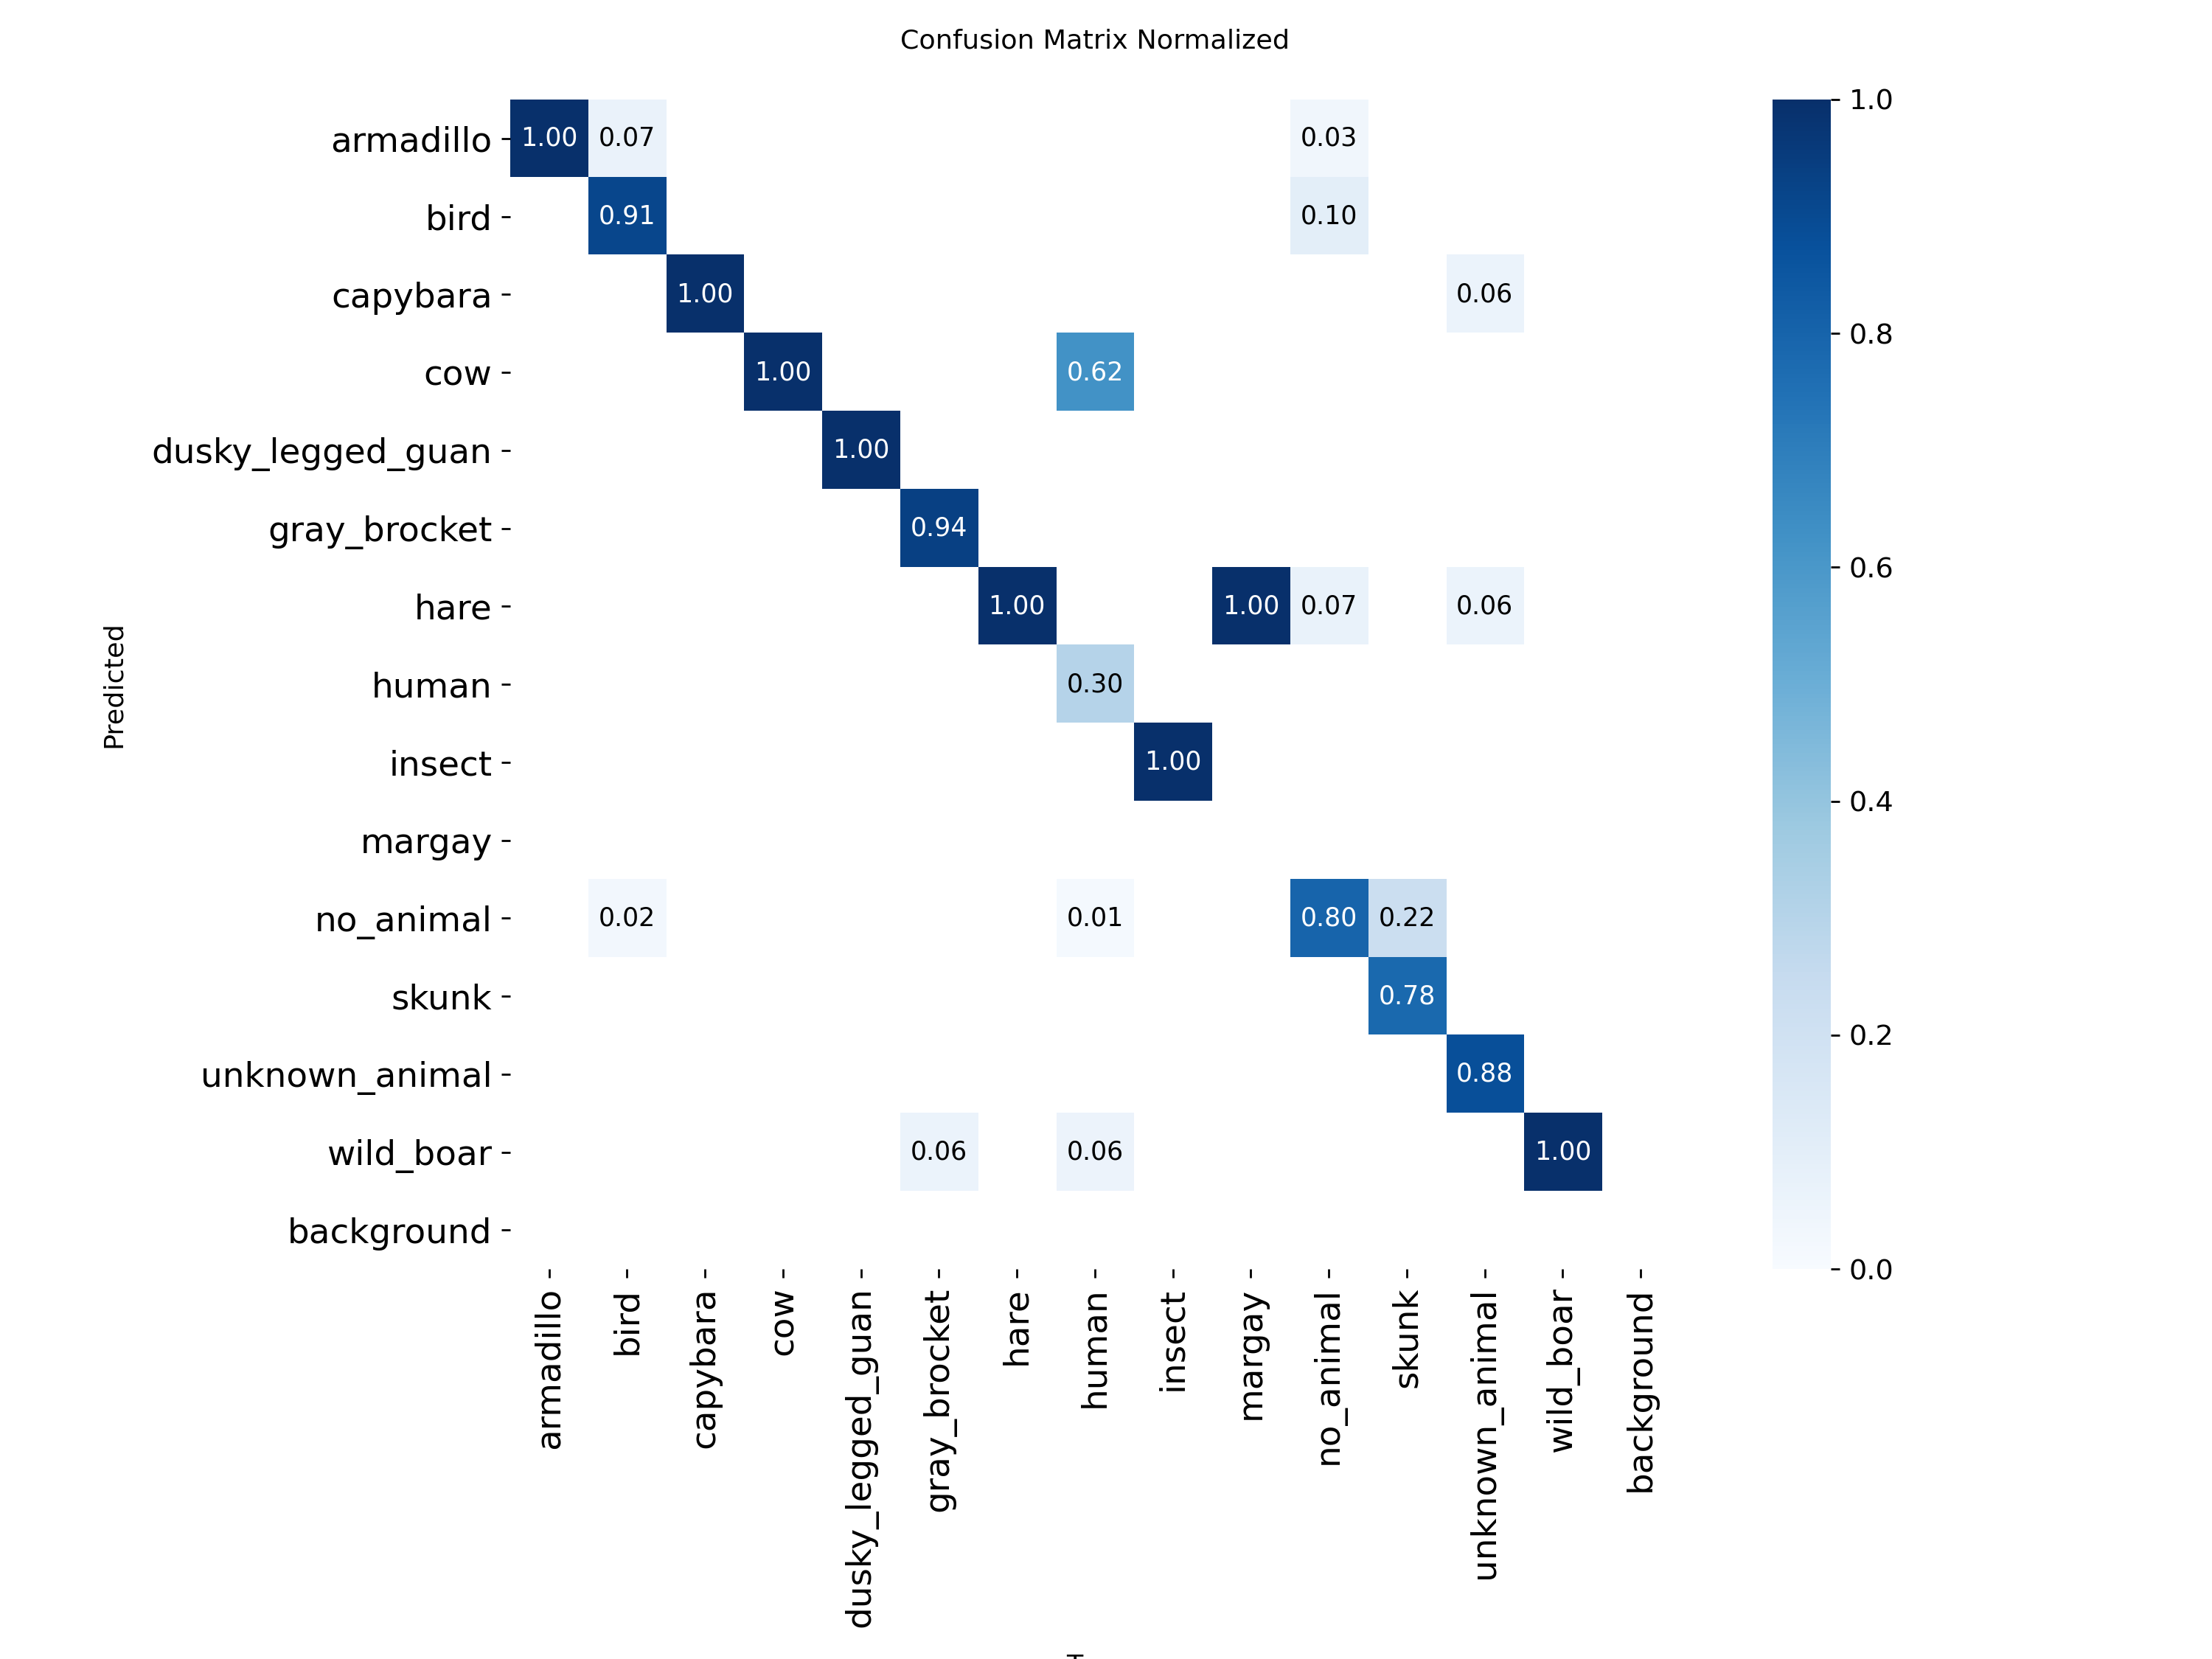 Confusion Matrix Normalized
armadillo 1.00 0.07 0.03 1.0
bird 0.91 0.10
capybara 1.00 0.06
0.8
cow 1.00 0.62
dusky_legged_guan 1.00
gray_brocket 0.94
0.6
hare 1.00 1.00 0.07 0.06
Predicted
human 0.30
insect 1.00
0.4
margay
no_animal 0.02 0.01 0.80 0.22
skunk 0.78
0.2
unknown_animal 0.88
wild_boar 0.06 0.06 1.00
background
0.0
armadillo
bird
capybara
cow
dusky_legged_guan
gray_brocket
hare
human
insect
margay
no_animal
skunk
unknown_animal
wild_boar
background